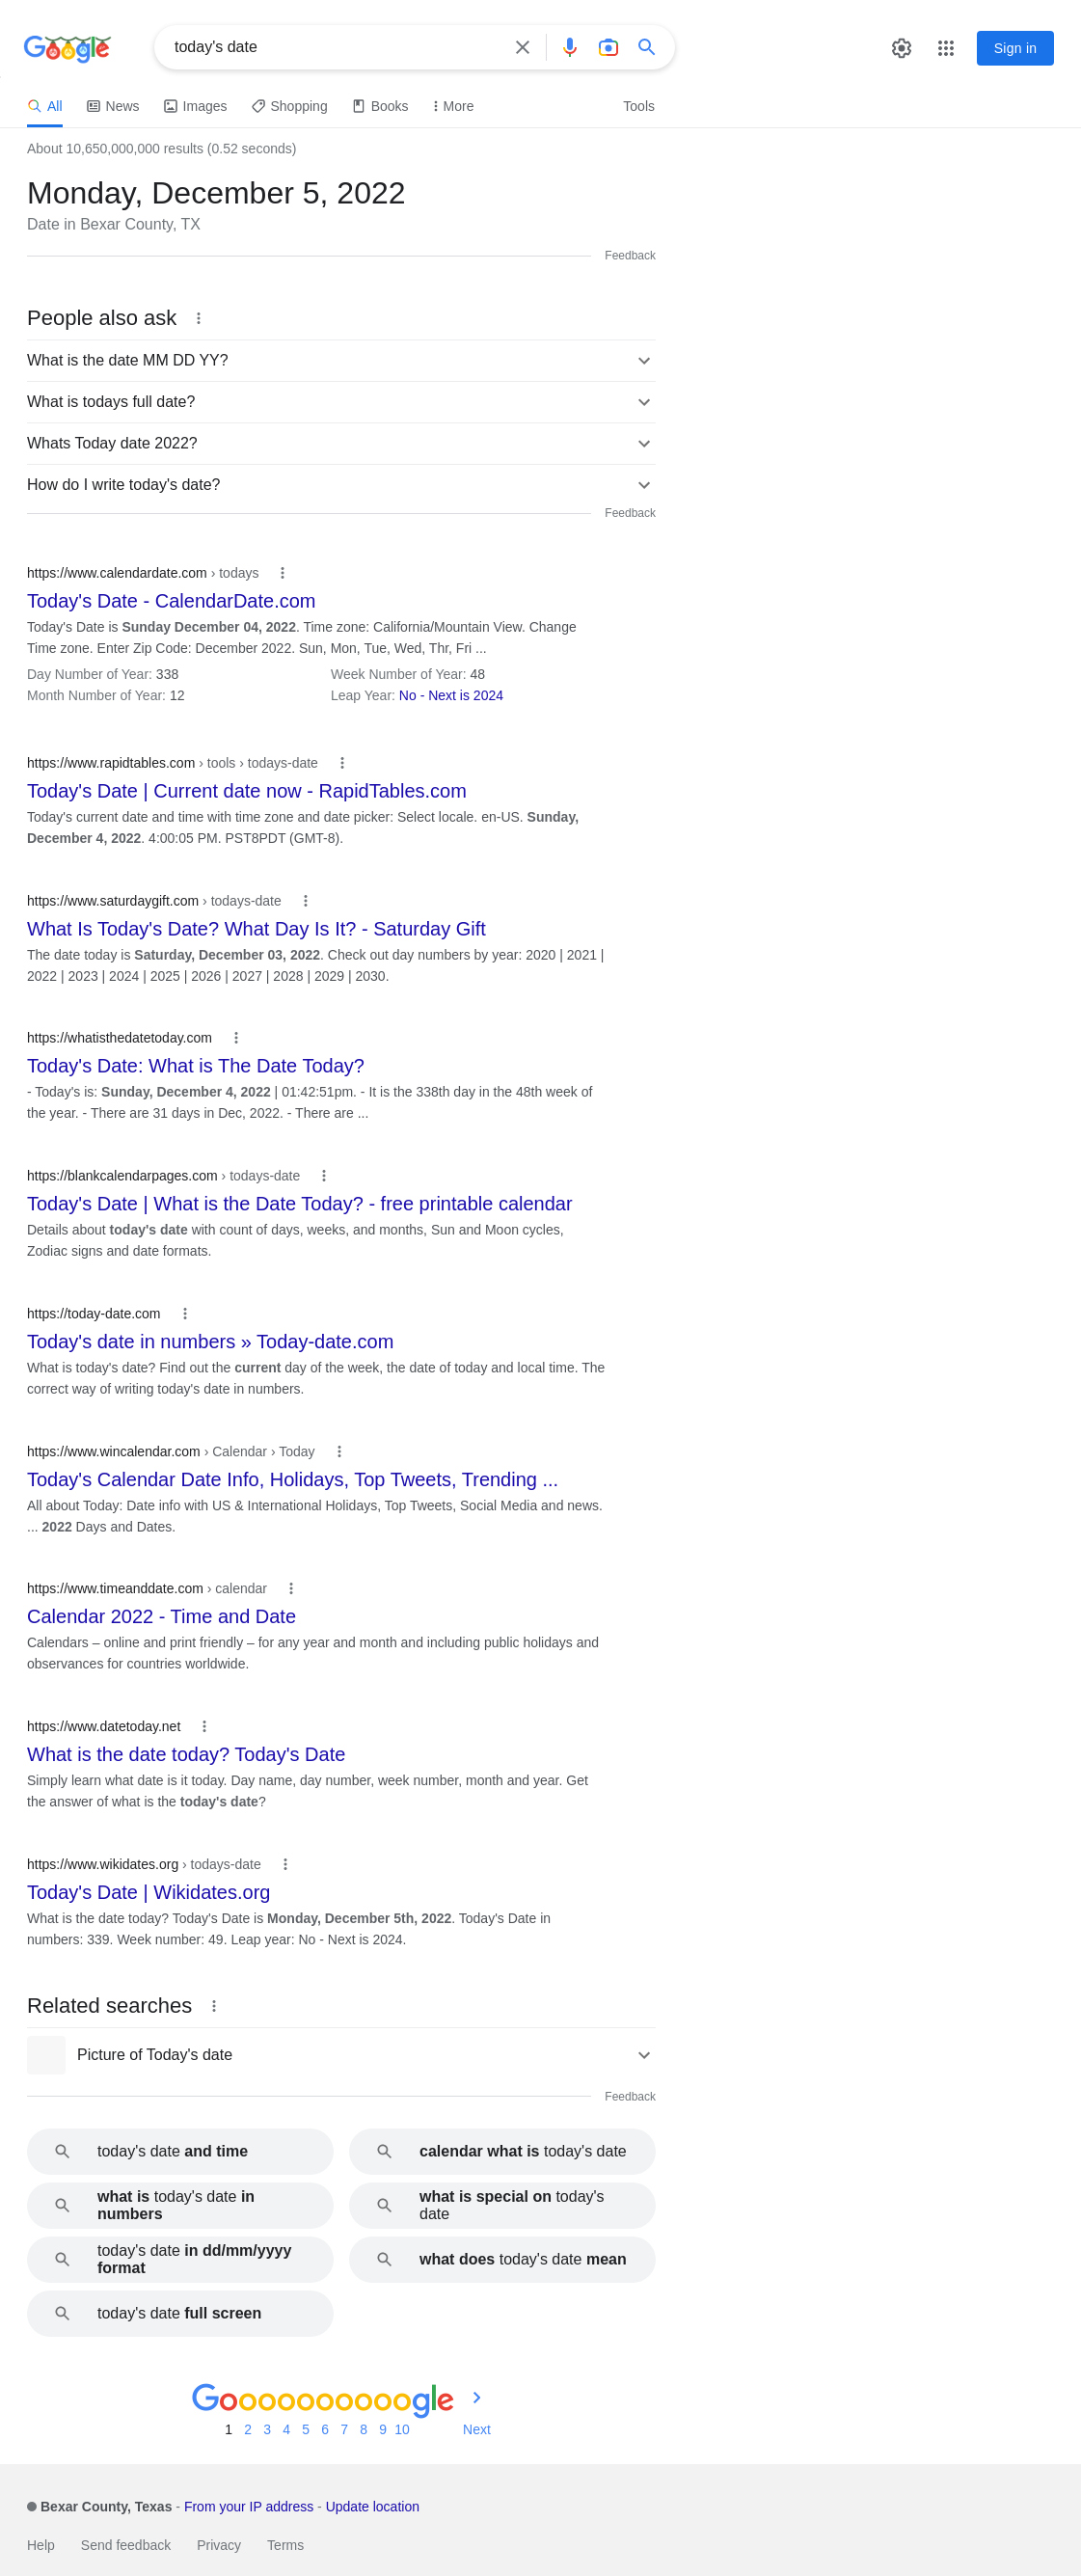 Google
today's date
Sign in
All
News
Images
Shopping
Books
More
Tools
About 10,650,000,000 results (0.52 seconds)
Monday, December 5, 2022
Date in Bexar County, TX
Feedback
People also ask
What is the date MM DD YY?
What is todays full date?
Whats Today date 2022?
How do I write today's date?
Feedback
https://www.calendardate.com › todays
Today's Date - CalendarDate.com
Today's Date is Sunday December 04, 2022. Time zone: California/Mountain View. Change
Time zone. Enter Zip Code: December 2022. Sun, Mon, Tue, Wed, Thr, Fri ...
Day Number of Year: 338
Week Number of Year: 48
Month Number of Year: 12
Leap Year: No - Next is 2024
https://www.rapidtables.com › tools › todays-date
Today's Date | Current date now - RapidTables.com
Today's current date and time with time zone and date picker: Select locale. en-US. Sunday,
December 4, 2022. 4:00:05 PM. PST8PDT (GMT-8).
https://www.saturdaygift.com › todays-date
What Is Today's Date? What Day Is It? - Saturday Gift
The date today is Saturday, December 03, 2022. Check out day numbers by year: 2020 | 2021 |
2022 | 2023 | 2024 | 2025 | 2026 | 2027 | 2028 | 2029 | 2030.
https://whatisthedatetoday.com
Today's Date: What is The Date Today?
- Today's is: Sunday, December 4, 2022 | 01:42:51pm. - It is the 338th day in the 48th week of
the year. - There are 31 days in Dec, 2022. - There are ...
https://blankcalendarpages.com › todays-date
Today's Date | What is the Date Today? - free printable calendar
Details about today's date with count of days, weeks, and months, Sun and Moon cycles,
Zodiac signs and date formats.
https://today-date.com
Today's date in numbers » Today-date.com
What is today's date? Find out the current day of the week, the date of today and local time. The
correct way of writing today's date in numbers.
https://www.wincalendar.com › Calendar › Today
Today's Calendar Date Info, Holidays, Top Tweets, Trending ...
All about Today: Date info with US & International Holidays, Top Tweets, Social Media and news.
... 2022 Days and Dates.
https://www.timeanddate.com › calendar
Calendar 2022 - Time and Date
Calendars – online and print friendly – for any year and month and including public holidays and
observances for countries worldwide.
https://www.datetoday.net
What is the date today? Today's Date
Simply learn what date is it today. Day name, day number, week number, month and year. Get
the answer of what is the today's date?
https://www.wikidates.org › todays-date
Today's Date | Wikidates.org
What is the date today? Today's Date is Monday, December 5th, 2022. Today's Date in
numbers: 339. Week number: 49. Leap year: No - Next is 2024.
Related searches
Picture of Today's date
Feedback
today's date and time
calendar what is today's date
what is today's date in
numbers
what is special on today's
date
today's date in dd/mm/yyyy
format
what does today's date mean
today's date full screen
Goooooooooogle
1 2 3 4 5 6 7 8 9 10 Next
Bexar County, Texas - From your IP address - Update location
Help
Send feedback
Privacy
Terms